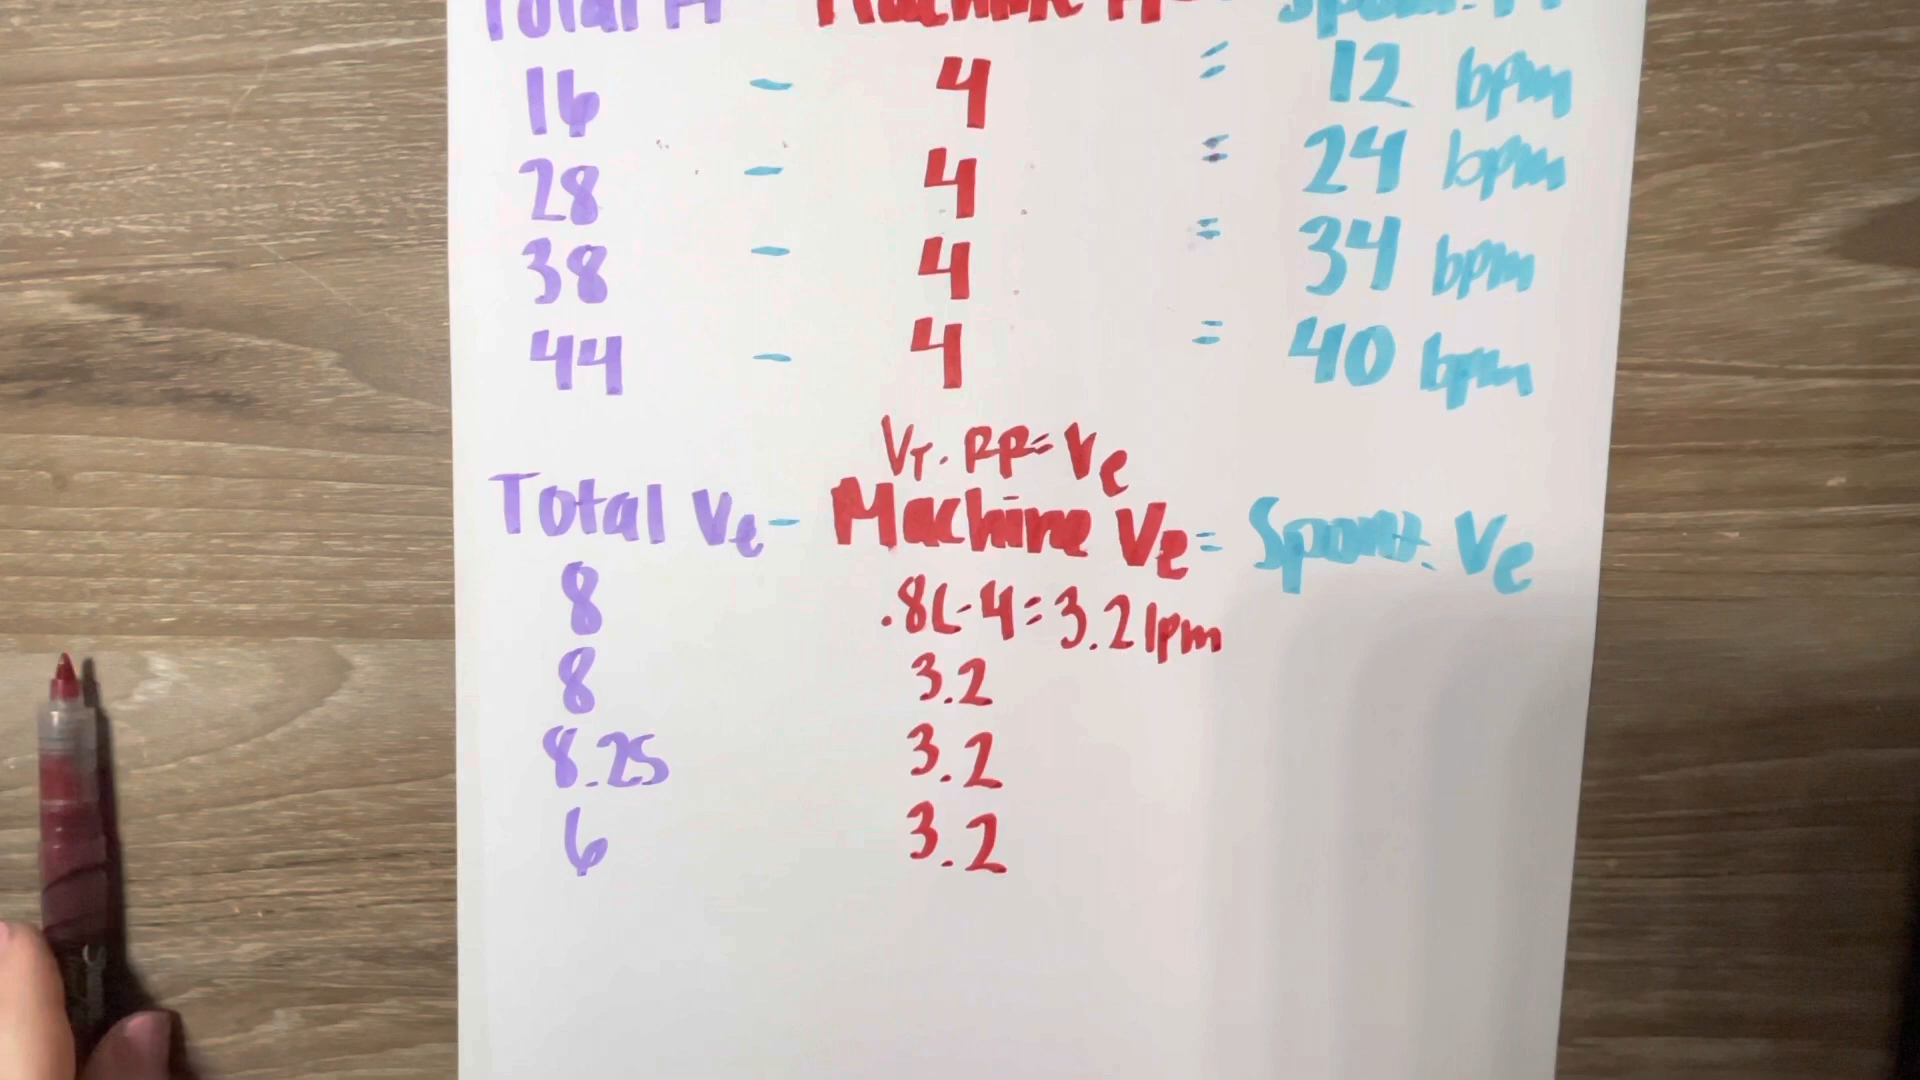 Total
16 - 4 = 12 bpm
28 - 4 = 24 bpm
38 - 4 = 34 bpm
44 - 4 = 40 bpm
VT · RR = Ve
Total Ve - Machine Ve = Spont. Ve
8 .8L · 4 = 3.2 lpm
8 3.2
8.25 3.2
6 3.2